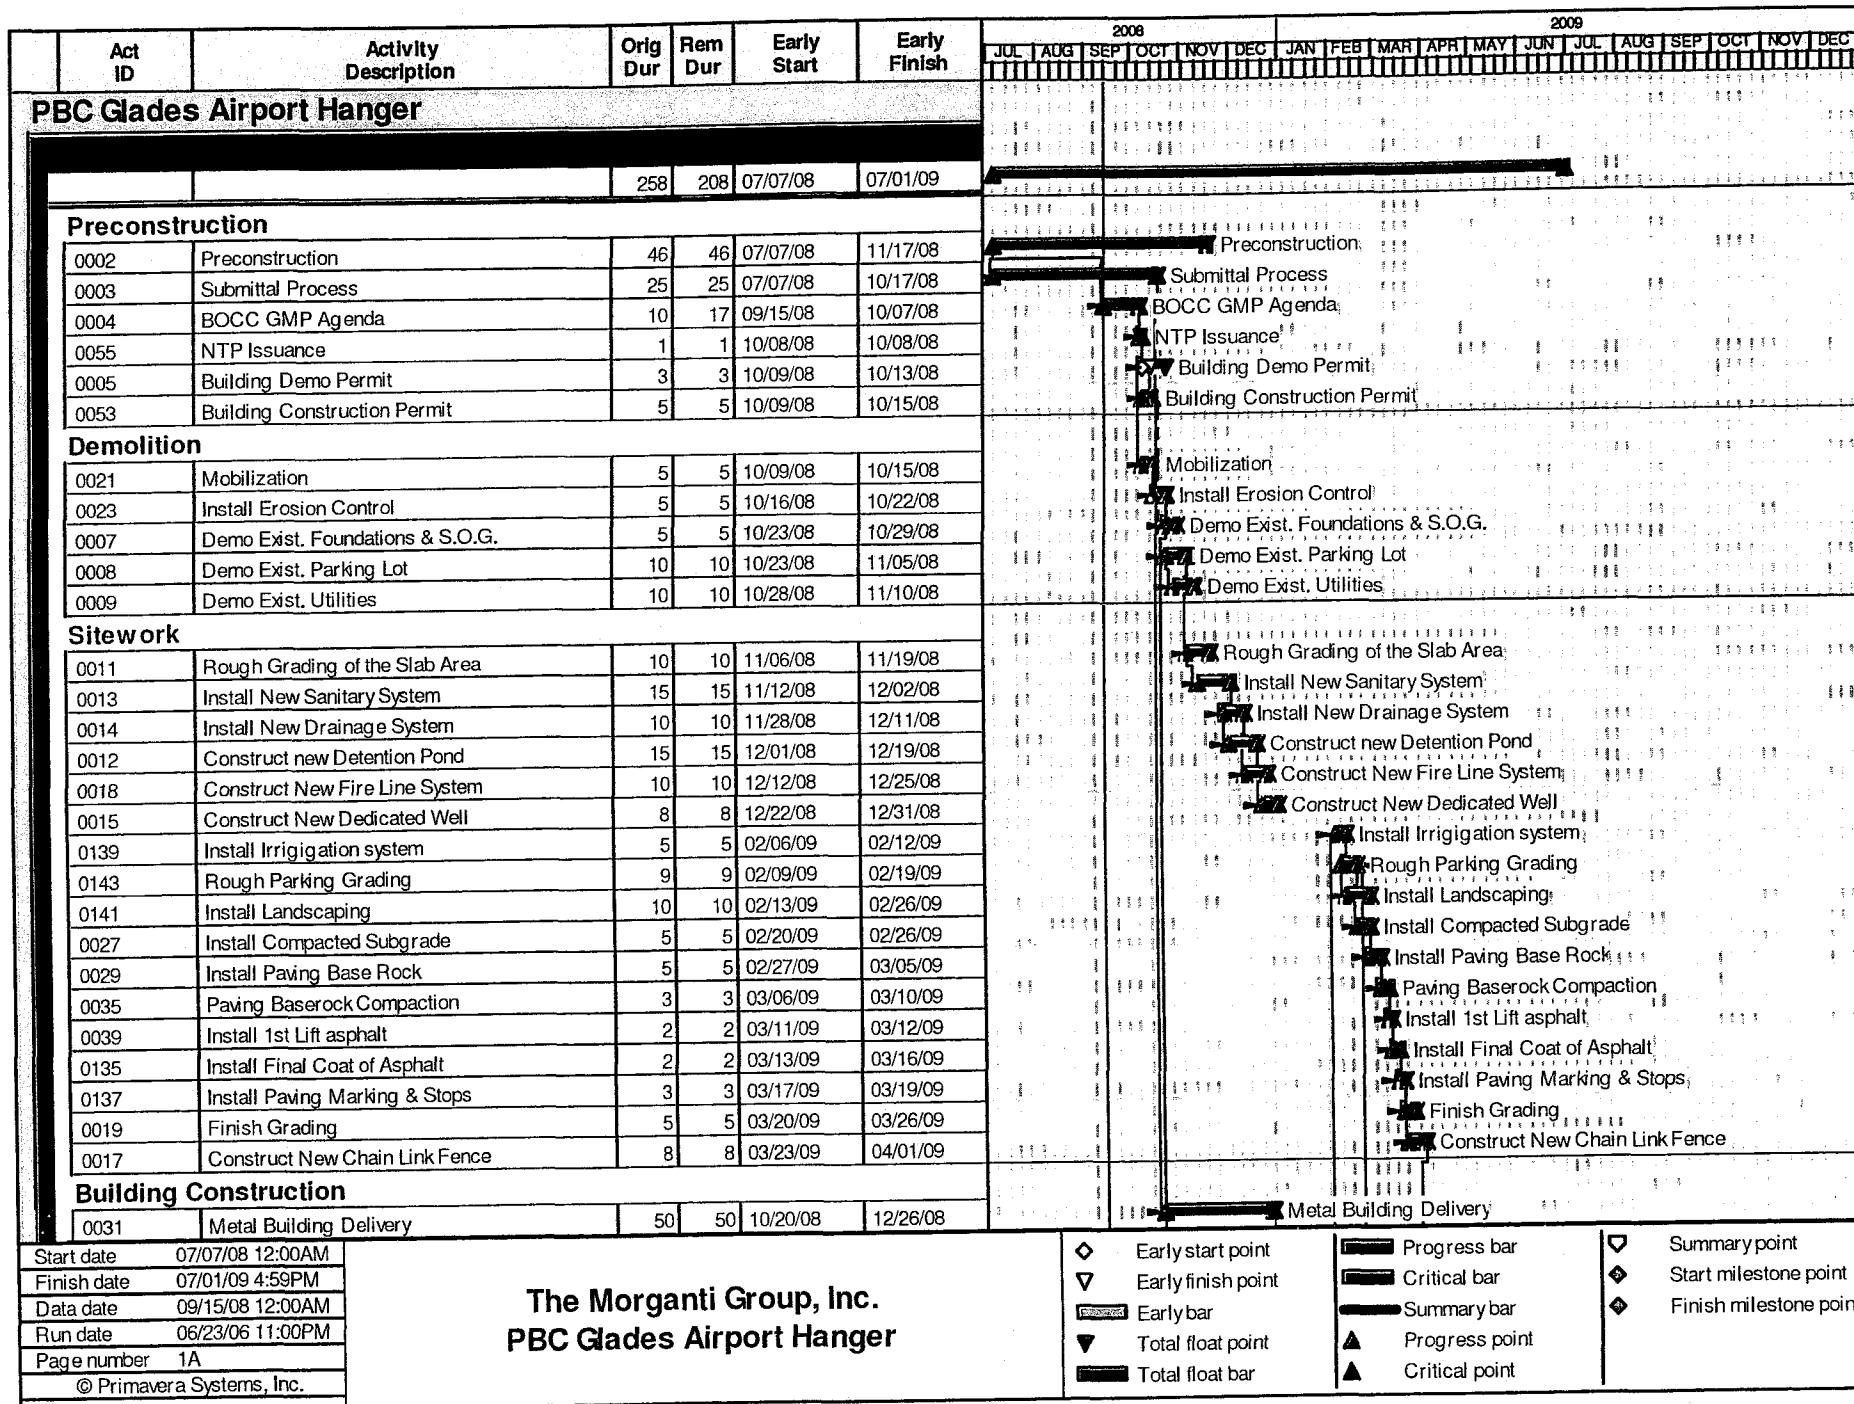 Act ID Activity Description Orig Dur Rem Dur Early Start Early Finish
2008 2009
JUL AUG SEP OCT NOV DEC JAN FEB MAR APR MAY JUN JUL AUG SEP OCT NOV DEC
PBC Glades Airport Hanger
258 208 07/07/08 07/01/09
Preconstruction
0002 Preconstruction 46 46 07/07/08 11/17/08 Preconstruction
0003 Submittal Process 25 25 07/07/08 10/17/08 Submittal Process
0004 BOCC GMP Agenda 10 17 09/15/08 10/07/08 BOCC GMP Agenda
0055 NTP Issuance 1 1 10/08/08 10/08/08 NTP Issuance
0005 Building Demo Permit 3 3 10/09/08 10/13/08 Building Demo Permit
0053 Building Construction Permit 5 5 10/09/08 10/15/08 Building Construction Permit
Demolition
0021 Mobilization 5 5 10/09/08 10/15/08 Mobilization
0023 Install Erosion Control 5 5 10/16/08 10/22/08 Install Erosion Control
0007 Demo Exist. Foundations & S.O.G. 5 5 10/23/08 10/29/08 Demo Exist. Foundations & S.O.G.
0008 Demo Exist. Parking Lot 10 10 10/23/08 11/05/08 Demo Exist. Parking Lot
0009 Demo Exist. Utilities 10 10 10/28/08 11/10/08 Demo Exist. Utilities
Sitework
0011 Rough Grading of the Slab Area 10 10 11/06/08 11/19/08 Rough Grading of the Slab Area
0013 Install New Sanitary System 15 15 11/12/08 12/02/08 Install New Sanitary System
0014 Install New Drainage System 10 10 11/28/08 12/11/08 Install New Drainage System
0012 Construct new Detention Pond 15 15 12/01/08 12/19/08 Construct new Detention Pond
0018 Construct New Fire Line System 10 10 12/12/08 12/25/08 Construct New Fire Line System
0015 Construct New Dedicated Well 8 8 12/22/08 12/31/08 Construct New Dedicated Well
0139 Install Irrigigation system 5 5 02/06/09 02/12/09 Install Irrigigation system
0143 Rough Parking Grading 9 9 02/09/09 02/19/09 Rough Parking Grading
0141 Install Landscaping 10 10 02/13/09 02/26/09 Install Landscaping
0027 Install Compacted Subgrade 5 5 02/20/09 02/26/09 Install Compacted Subgrade
0029 Install Paving Base Rock 5 5 02/27/09 03/05/09 Install Paving Base Rock
0035 Paving Baserock Compaction 3 3 03/06/09 03/10/09 Paving Baserock Compaction
0039 Install 1st Lift asphalt 2 2 03/11/09 03/12/09 Install 1st Lift asphalt
0135 Install Final Coat of Asphalt 2 2 03/13/09 03/16/09 Install Final Coat of Asphalt
0137 Install Paving Marking & Stops 3 3 03/17/09 03/19/09 Install Paving Marking & Stops
0019 Finish Grading 5 5 03/20/09 03/26/09 Finish Grading
0017 Construct New Chain Link Fence 8 8 03/23/09 04/01/09 Construct New Chain Link Fence
Building Construction
0031 Metal Building Delivery 50 50 10/20/08 12/26/08 Metal Building Delivery
Start date 07/07/08 12:00AM
Finish date 07/01/09 4:59PM
Data date 09/15/08 12:00AM
Run date 06/23/06 11:00PM
Page number 1A
© Primavera Systems, Inc.
The Morganti Group, Inc.
PBC Glades Airport Hanger
Early start point
Early finish point
Early bar
Total float point
Total float bar
Progress bar
Critical bar
Summary bar
Progress point
Critical point
Summary point
Start milestone point
Finish milestone poin